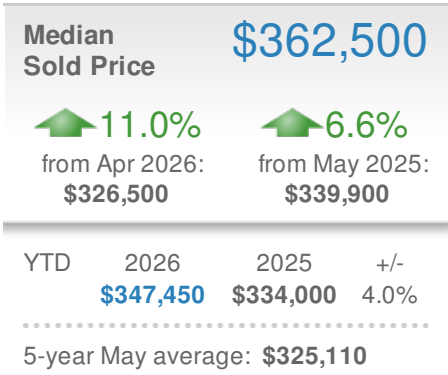 Median
Sold Price
$362,500
11.0%
from Apr 2026:
$326,500
6.6%
from May 2025:
$339,900
YTD 2026 2025 +/-
$347,450 $334,000 4.0%
5-year May average: $325,110